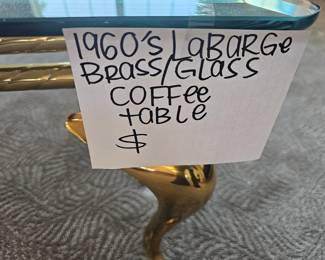 1960's LaBARGe
BRASS/GLASS
COFFee
tABLe
$